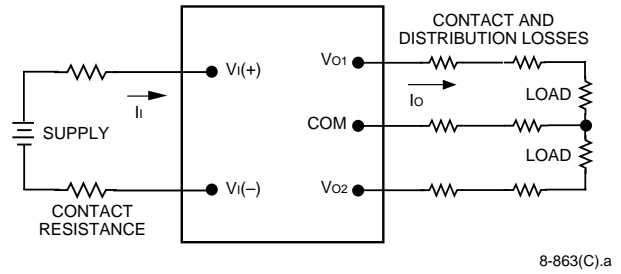 CONTACT AND
DISTRIBUTION LOSSES
VI(+)
VO1
II
IO
LOAD
SUPPLY
COM
LOAD
VI(–)
VO2
CONTACT
RESISTANCE
8-863(C).a